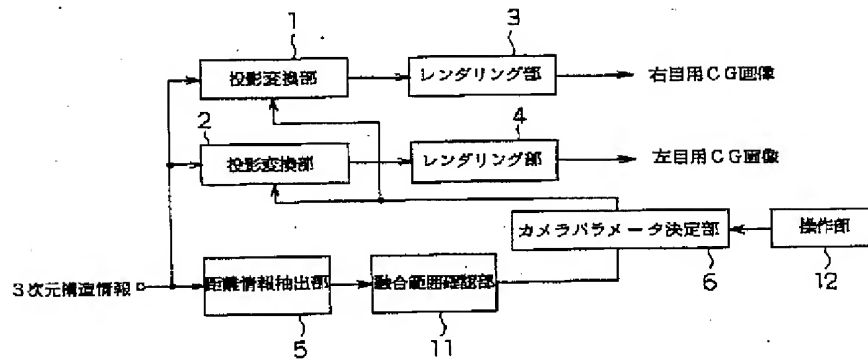 1
3
投影変換部
レンダリング部
右目用CG画像
2
4
投影変換部
レンダリング部
左目用CG画像
カメラパラメータ決定部
操作部
6
12
3次元構造情報
距離情報抽出部
融合範囲確認部
5
11